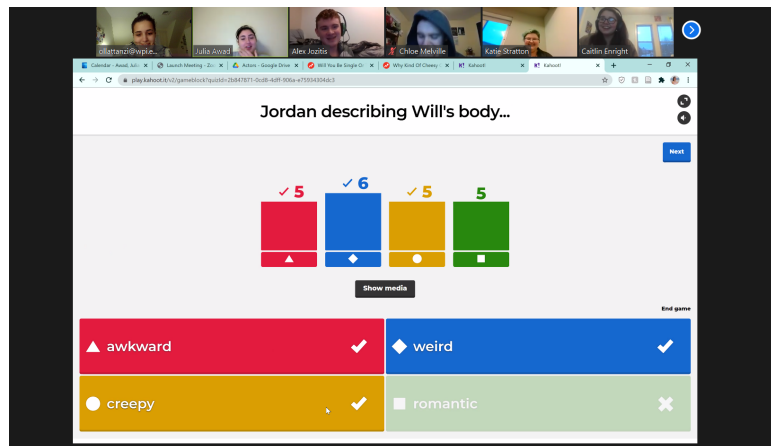 ollattanzi@wpie...
Julia Awad
Alex Jozitis
Chloe Melville
Katie Stratton
Caitlin Enright
Calendar - Awad, Juli
Launch Meeting - Zo
Actors - Google Drive
Will You Be Single Or
Why Kind Of Cheesy
Kahoot!
Kahoot!
play.kahoot.it/v2/gameblock?quizId=2b847871-0cd8-4dff-906a-e75934304dc3
Jordan describing Will's body...
Next
5
6
5
5
Show media
End game
awkward
weird
creepy
romantic